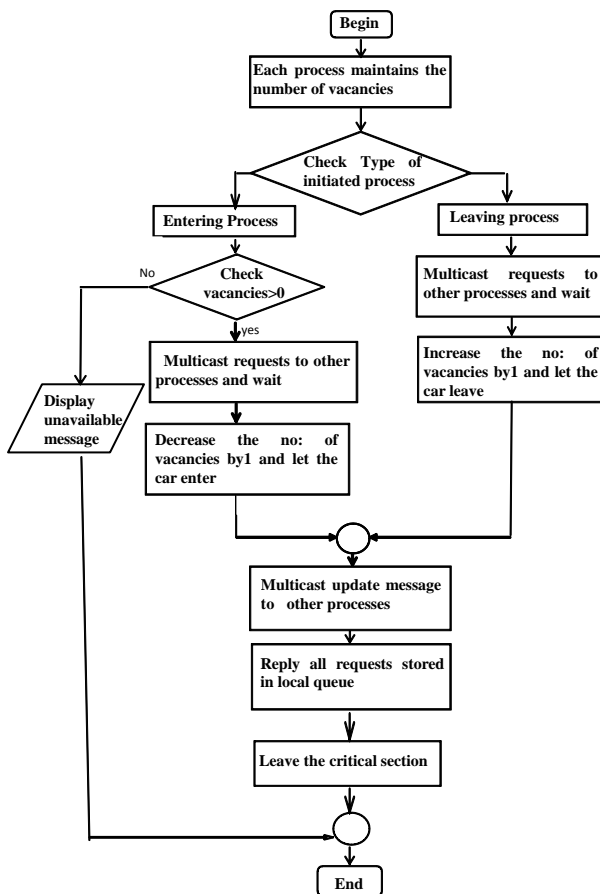 Begin
Each process maintains the
number of vacancies
Check Type of
initiated process
Entering Process
Leaving process
No
Check
vacancies>0
yes
Multicast requests to
other processes and wait
Multicast requests to other
processes and wait
Increase the no: of
vacancies by1 and let the
car leave
Display
unavailable
message
Decrease the no: of
vacancies by1 and let the
car enter
Multicast update message
to other processes
Reply all requests stored
in local queue
Leave the critical section
End